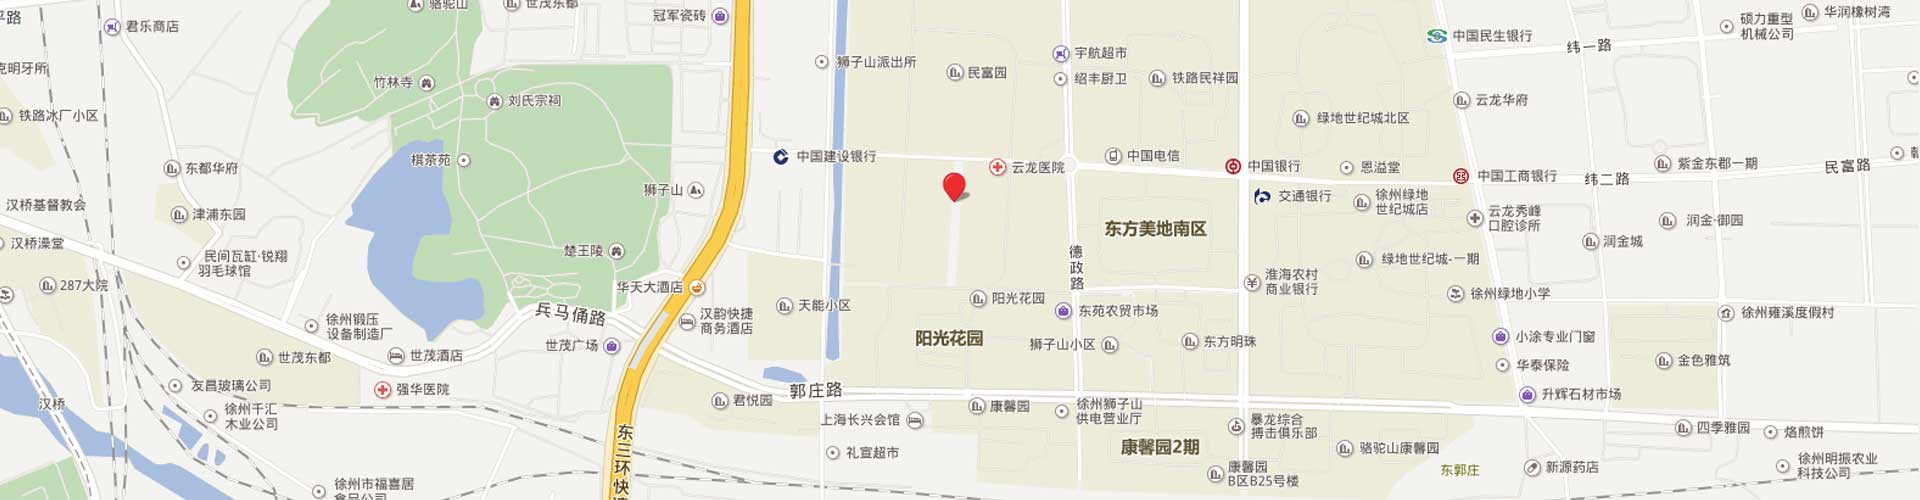 骆驼山
世茂东都
冠军瓷砖
华润橡树湾
平路
君乐商店
硕力重型
机械公司
中国民生银行
纬一路
宇航超市
狮子山派出所
克明牙所
民富园
绍丰厨卫
铁路民祥园
竹林寺
刘氏宗祠
云龙华府
铁路冰厂小区
绿地世纪城北区
棋茶苑
中国建设银行
中国电信
云龙医院
中国银行
恩溢堂
紫金东郡一期
民富路
东都华府
中国工商银行
纬二路
狮子山
交通银行
徐州绿地
世纪城店
汉桥基督教会
津浦东园
云龙秀峰
口腔诊所
润金·御园
东方美地南区
汉桥澡堂
楚王陵
润金城
民间瓦缸·锐翔
羽毛球馆
德政路
绿地世纪城-一期
287大院
华天大酒店
淮海农村
商业银行
徐州绿地小学
阳光花园
天能小区
东苑农贸市场
徐州雍溪度假村
兵马俑路
汉韵快捷
商务酒店
徐州锻压
设备制造厂
阳光花园
小涂专业门窗
世茂广场
狮子山小区
东方明珠
世茂东都
世茂酒店
金色雅筑
华泰保险
友昌玻璃公司
强华医院
郭庄路
升辉石材市场
汉桥
君悦园
康馨园
徐州狮子山
供电营业厅
徐州千汇
木业公司
上海长兴会馆
暴龙综合
搏击俱乐部
四季雅园
烙煎饼
东三环快速
康馨园2期
骆驼山康馨园
礼宣超市
徐州明振农业
科技公司
康馨园
B区B25号楼
东郭庄
新源药店
徐州市福喜居
食品公司